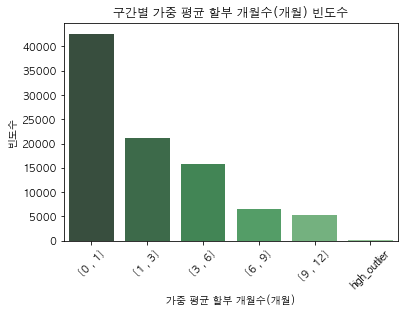 구간별 가중 평균 할부 개월수(개월) 빈도수
빈도수
40000
35000
30000
25000
20000
15000
10000
5000
0
(0 , 1)
(1 , 3)
(3 , 6)
(6 , 9)
(9 , 12)
high_outlier
가중 평균 할부 개월수(개월)